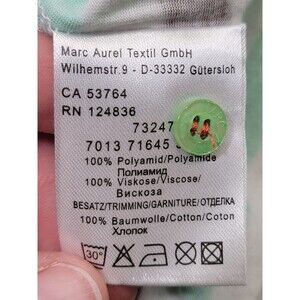 Marc Aurel Textil GmbH
Wilhemstr. 9 - D-33332 Gütersloh
CA 53764
RN 124836
73247
7013 71645
100% Polyamid/Polyamide
Полиамид
100% Viskose/Viscose/
Вискоза
BESATZ/TRIMMING/GARNITURE/ОТДЕЛКА
100% Baumwolle/Cotton/Coton
Хлопок
30°